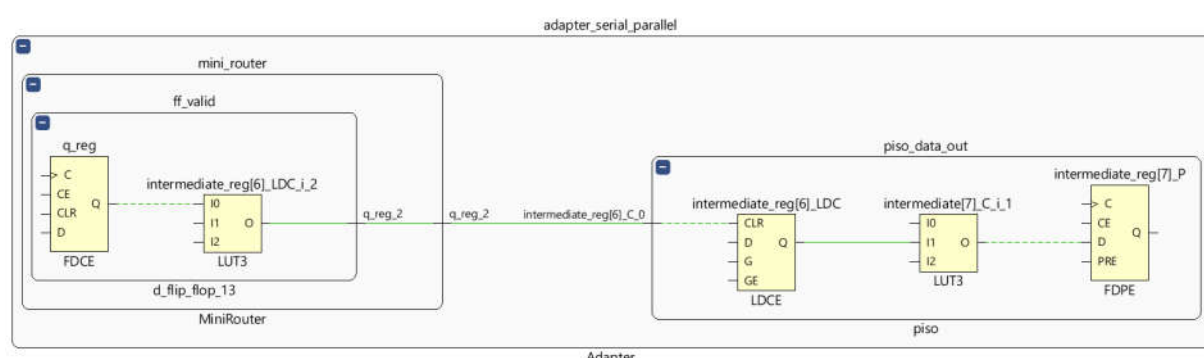 adapter_serial_parallel
mini_router
ff_valid
q_reg
C
CE
CLR
D
Q
FDCE
intermediate_reg[6]_LDC_i_2
I0
I1
I2
O
LUT3
d_flip_flop_13
MiniRouter
q_reg_2
q_reg_2
intermediate_reg[6]_C_0
piso_data_out
intermediate_reg[6]_LDC
CLR
D
G
GE
Q
LDCE
intermediate[7]_C_i_1
I0
I1
I2
O
LUT3
intermediate_reg[7]_P
C
CE
D
PRE
Q
FDPE
piso
Adapter